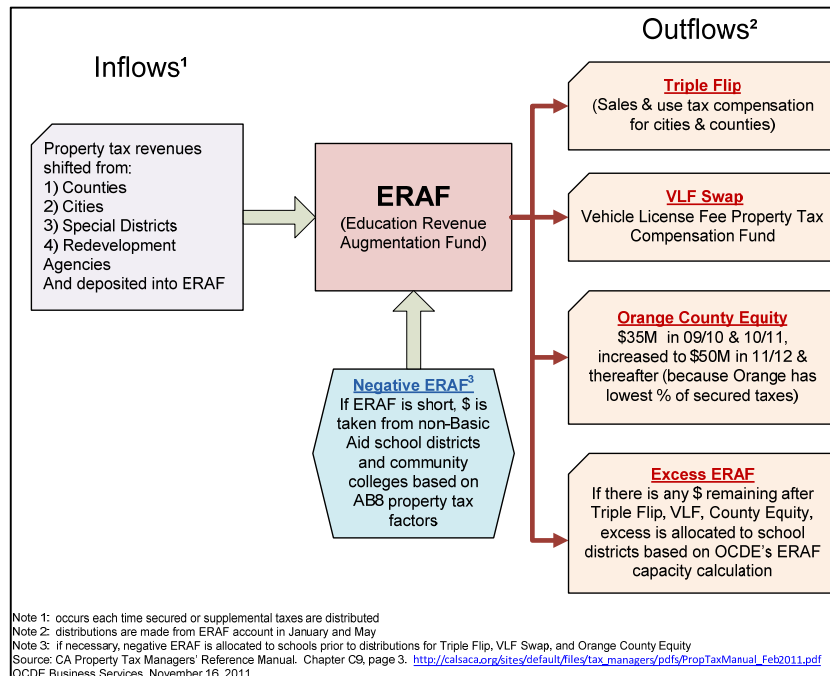 Inflows¹
Property tax revenues
shifted from:
1) Counties
2) Cities
3) Special Districts
4) Redevelopment
Agencies
And deposited into ERAF
ERAF
(Education Revenue
Augmentation Fund)
Negative ERAF³
If ERAF is short, $ is
taken from non-Basic
Aid school districts
and community
colleges based on
AB8 property tax
factors
Outflows²
Triple Flip
(Sales & use tax compensation
for cities & counties)
VLF Swap
Vehicle License Fee Property Tax
Compensation Fund
Orange County Equity
$35M in 09/10 & 10/11,
increased to $50M in 11/12 &
thereafter (because Orange has
lowest % of secured taxes)
Excess ERAF
If there is any $ remaining after
Triple Flip, VLF, County Equity,
excess is allocated to school
districts based on OCDE's ERAF
capacity calculation
Note 1: occurs each time secured or supplemental taxes are distributed
Note 2: distributions are made from ERAF account in January and May
Note 3: if necessary, negative ERAF is allocated to schools prior to distributions for Triple Flip, VLF Swap, and Orange County Equity
Source: CA Property Tax Managers' Reference Manual. Chapter C9, page 3. http://calsaca.org/sites/default/files/tax_managers/pdfs/PropTaxManual_Feb2011.pdf
OCDE Business Services, November 16, 2011